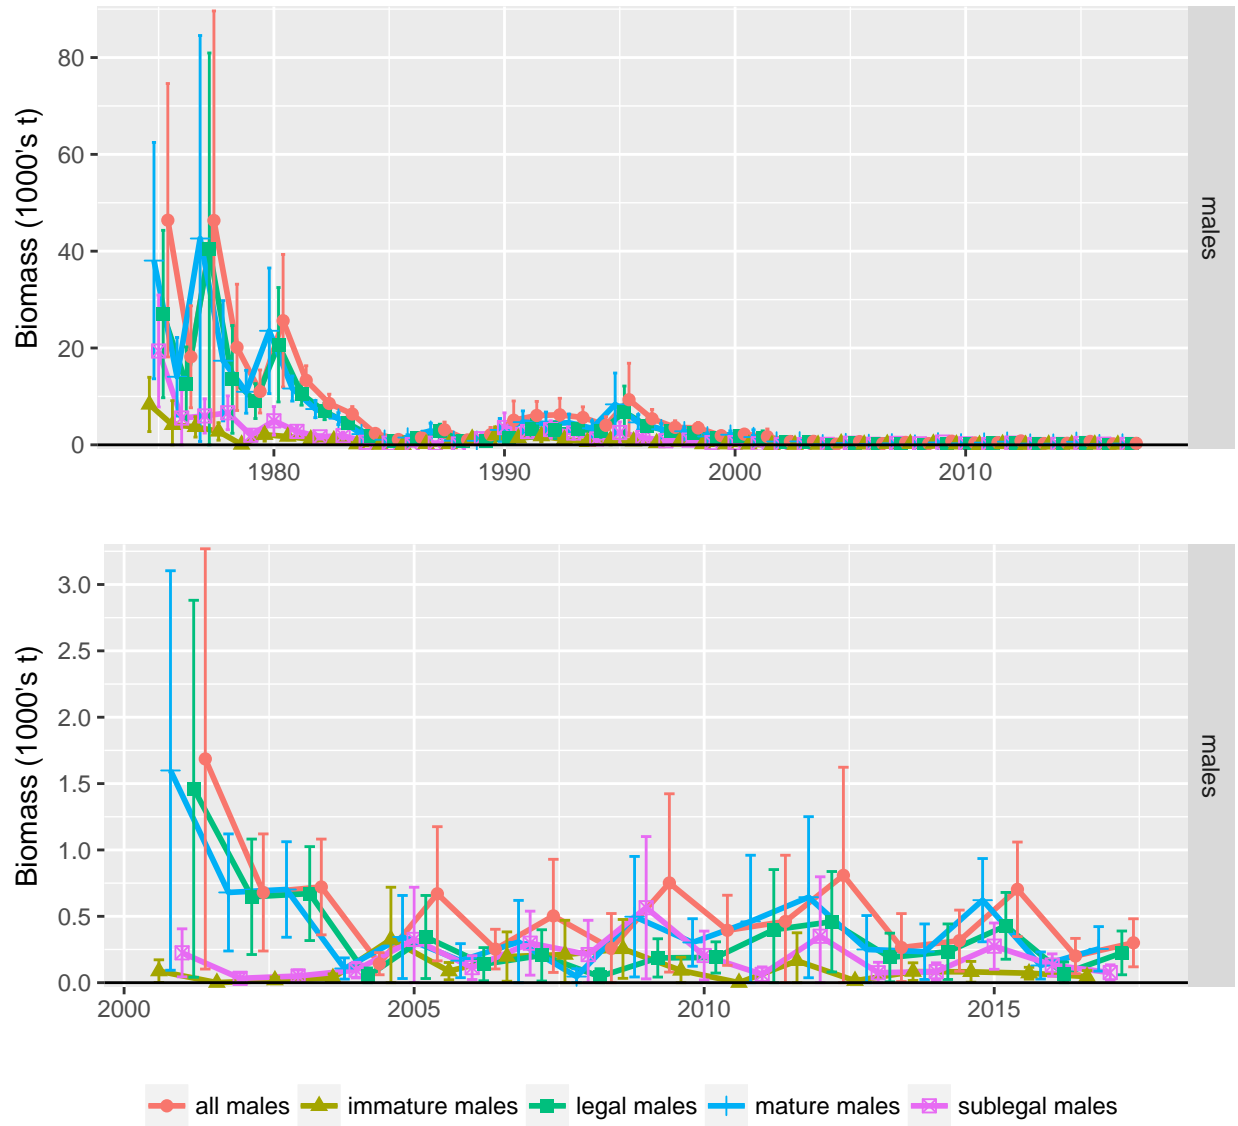 80
60
40
20
0
Biomass (1000's t)
males
1980 1990 2000 2010
3.0
2.5
2.0
1.5
1.0
0.5
0.0
Biomass (1000's t)
males
2000 2005 2010 2015
all males immature males legal males mature males sublegal males